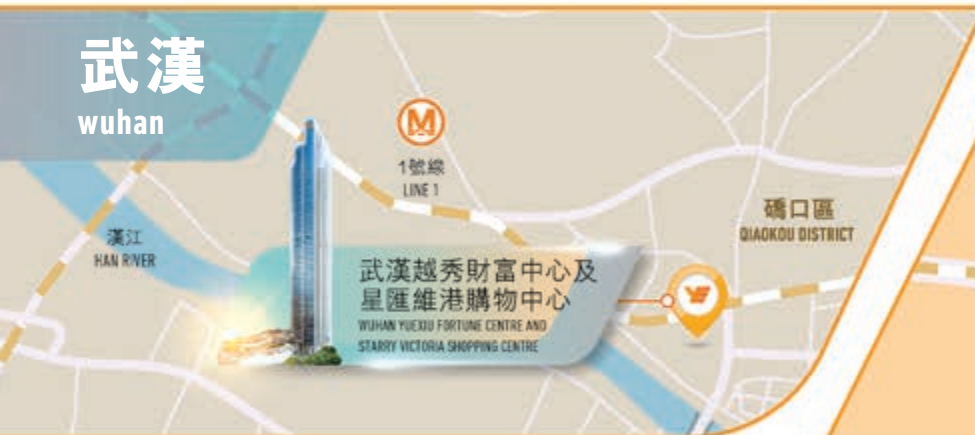 武漢
wuhan
M
1號線
LINE 1
漢江
HAN RIVER
礄口區
QIAOKOU DISTRICT
武漢越秀財富中心及
星匯維港購物中心
WUHAN YUEXIU FORTUNE CENTRE AND
STARRY VICTORIA SHOPPING CENTRE